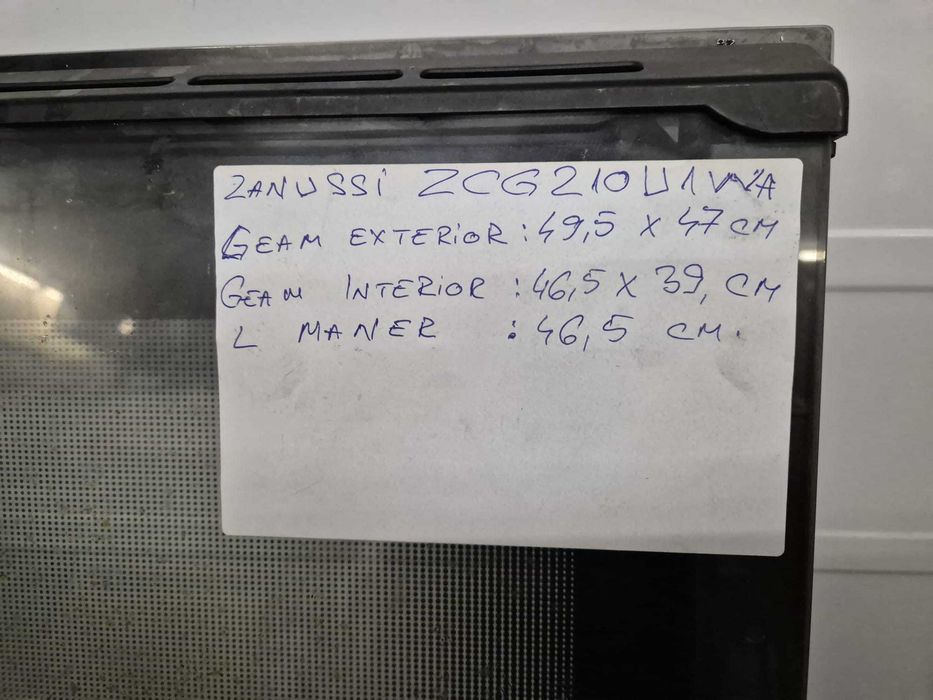 ZANUSSI ZCG210U1WA
GEAM EXTERIOR : 49,5 X 47 CM
GEAM INTERIOR : 46,5 X 39, CM
L MANER : 46,5 CM.